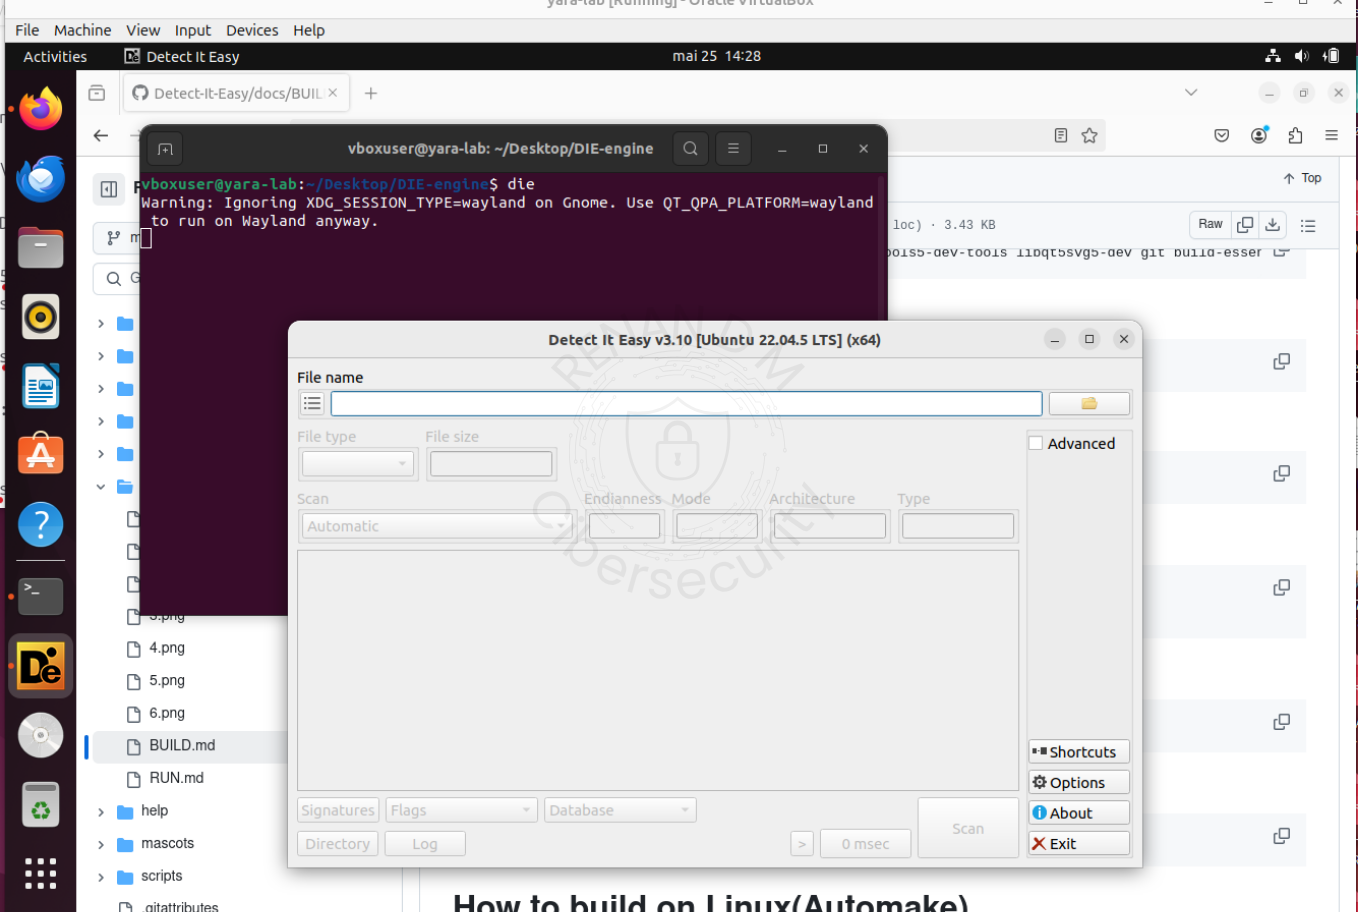 yara-lab [Running] - Oracle VirtualBox
File Machine View Input Devices Help
Activities Detect It Easy mai 25 14:28
Detect-It-Easy/docs/BUIL
vboxuser@yara-lab: ~/Desktop/DIE-engine
vboxuser@yara-lab:~/Desktop/DIE-engine$ die
Warning: Ignoring XDG_SESSION_TYPE=wayland on Gnome. Use QT_QPA_PLATFORM=wayland
to run on Wayland anyway.
Top
loc) · 3.43 KB
Raw
ools5-dev-tools libqt5svg5-dev git build-esser
Detect It Easy v3.10 [Ubuntu 22.04.5 LTS] (x64)
File name
File type File size
Advanced
Scan Endianness Mode Architecture Type
Automatic
RENAN D M
Cibersecurity
Shortcuts
Options
About
Exit
Signatures Flags Database
Directory Log > 0 msec Scan
3.png
4.png
5.png
6.png
BUILD.md
RUN.md
help
mascots
scripts
.gitattributes
How to build on Linux(Automake)